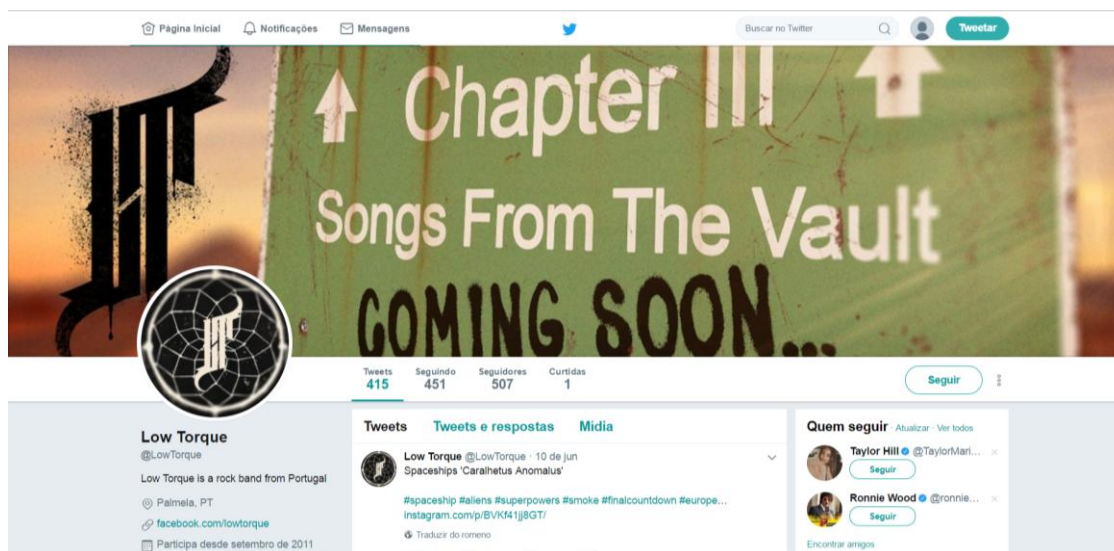 Página Inicial
Notificações
Mensagens
Buscar no Twitter
Tweetar
Chapter III
Songs From The Vault
COMING SOON...
LT
Tweets
415
Seguindo
451
Seguidores
507
Curtidas
1
Seguir
Low Torque
@LowTorque
Low Torque is a rock band from Portugal
Palmela, PT
facebook.com/lowtorque
Participa desde setembro de 2011
Tweets Tweets e respostas Mídia
Low Torque @LowTorque · 10 de jun
Spaceships 'Caralhetus Anomalus'
#spaceship #aliens #superpowers #smoke #finalcountdown #europe…
instagram.com/p/BVKf41jj8GT/
Traduzir do romeno
Quem seguir · Atualizar · Ver todos
Taylor Hill @TaylorMari...
Seguir
Ronnie Wood @ronnie...
Seguir
Encontrar amigos